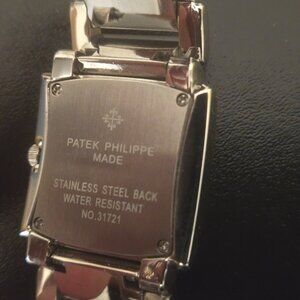 PATEK PHILIPPE
MADE
STAINLESS STEEL BACK
WATER RESISTANT
NO.31721